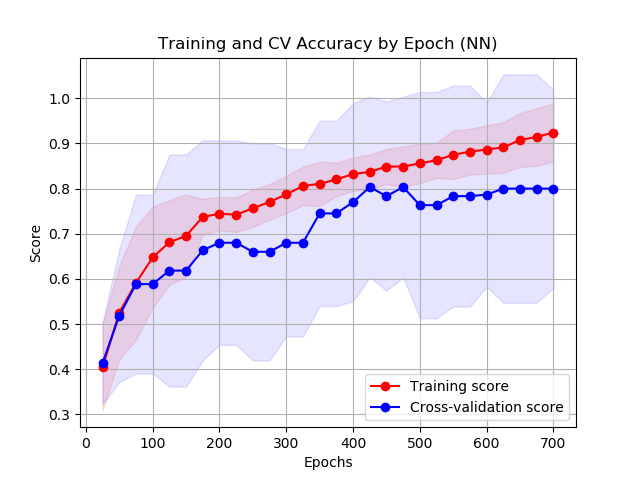 Training and CV Accuracy by Epoch (NN)
Score
1.0
0.9
0.8
0.7
0.6
0.5
0.4
0.3
0 100 200 300 400 500 600 700
Epochs
Training score
Cross-validation score